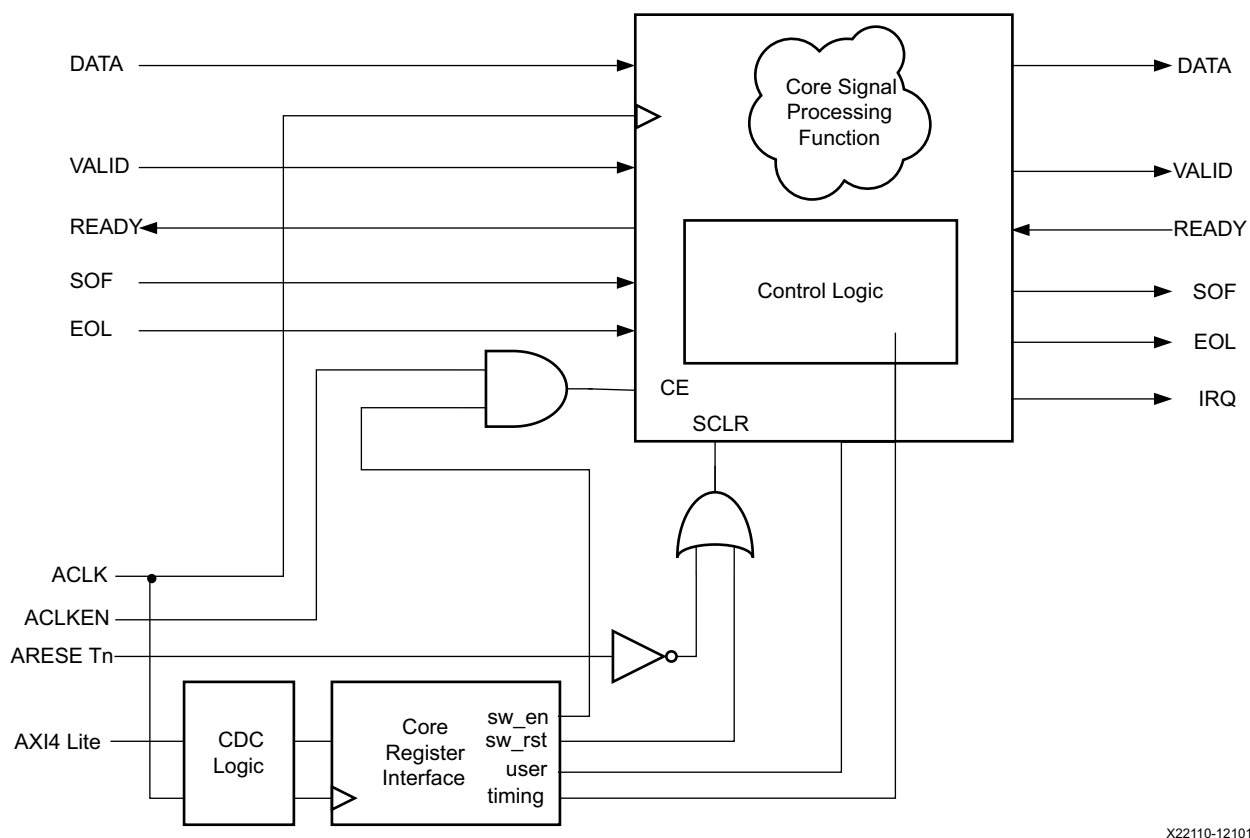 DATA
VALID
READY
SOF
EOL
Core Signal
Processing
Function
Control Logic
CE
SCLR
DATA
VALID
READY
SOF
EOL
IRQ
ACLK
ACLKEN
ARESE Tn
AXI4 Lite
CDC
Logic
Core
Register
Interface
sw_en
sw_rst
user
timing
X22110-12101